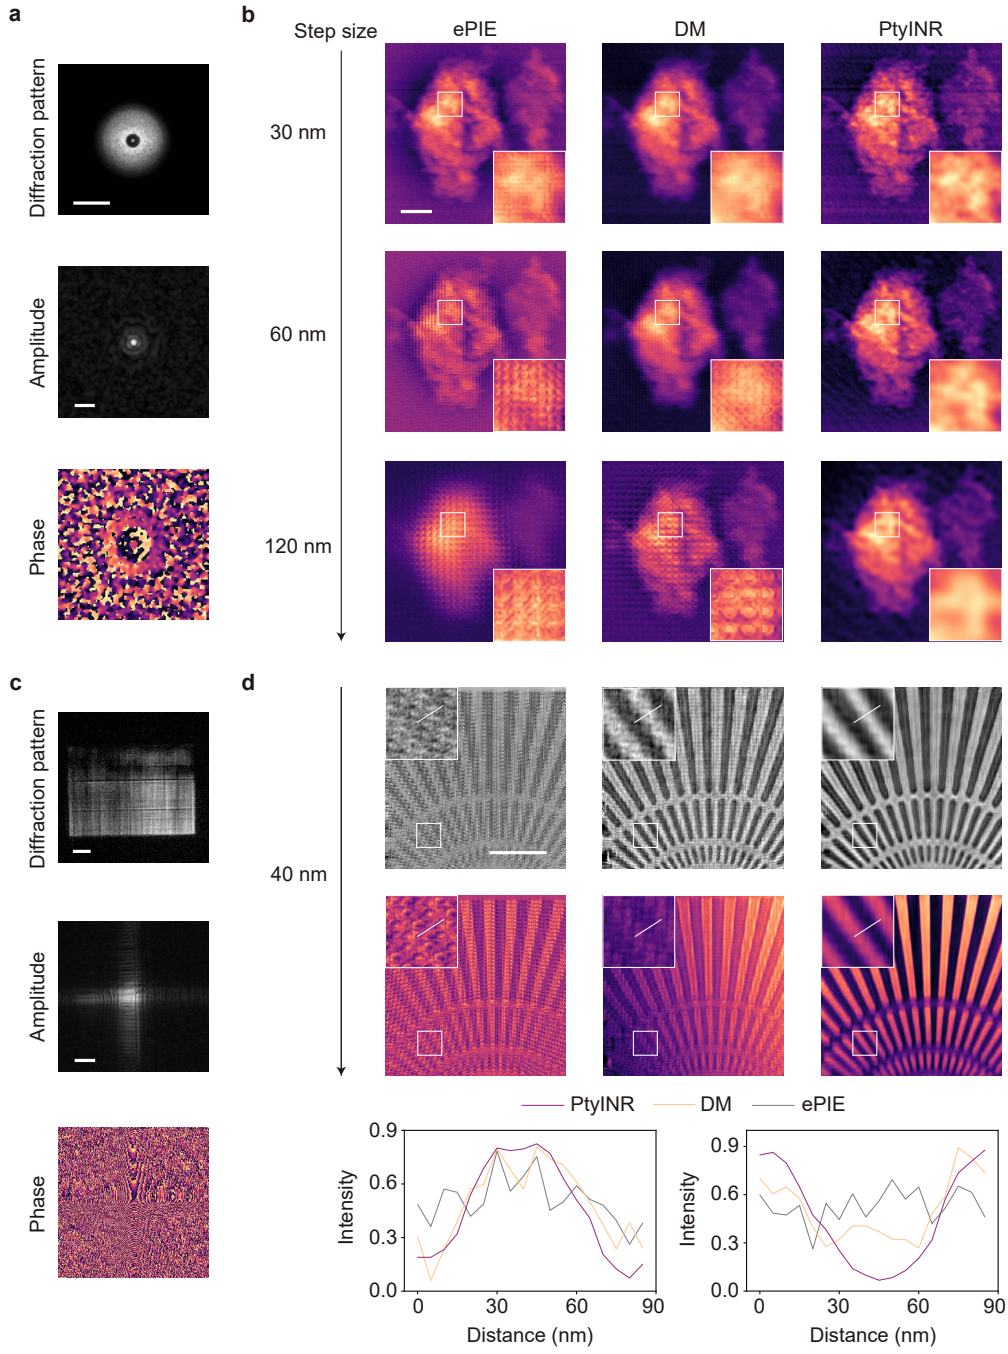 a
b
Step size
ePIE
DM
PtyINR
Diffraction pattern
30 nm
Amplitude
60 nm
Phase
120 nm
c
d
Diffraction pattern
40 nm
Amplitude
Phase
PtyINR
DM
ePIE
0.9
0.6
0.3
0.0
Intensity
0
30
60
90
Distance (nm)
0.9
0.6
0.3
0.0
Intensity
0
30
60
90
Distance (nm)